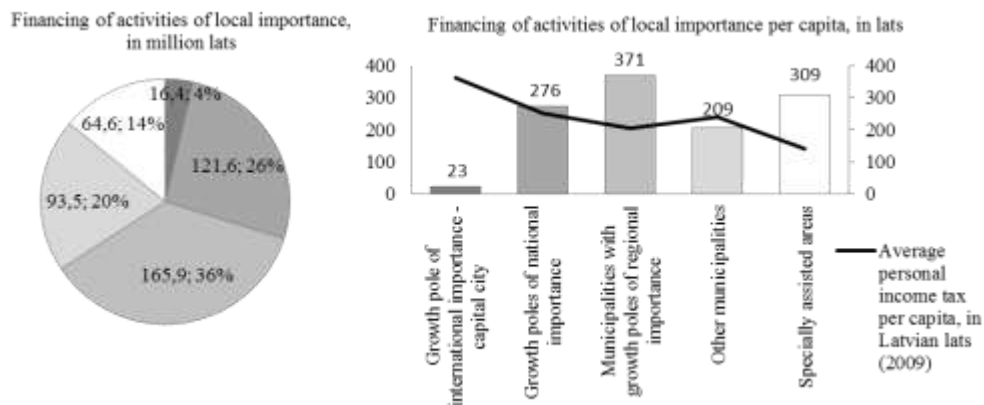 Financing of activities of local importance,
in million lats
16,4; 4%
64,6; 14%
121,6; 26%
93,5; 20%
165,9; 36%
Financing of activities of local importance per capita, in lats
400
300
200
100
0
23
276
371
209
309
400
300
200
100
0
Growth pole of
international importance -
capital city
Growth poles of national
importance
Municipalities with
growth poles of regional
importance
Other municipalities
Specially assisted areas
Average
personal
income tax
per capita, in
Latvian lats
(2009)